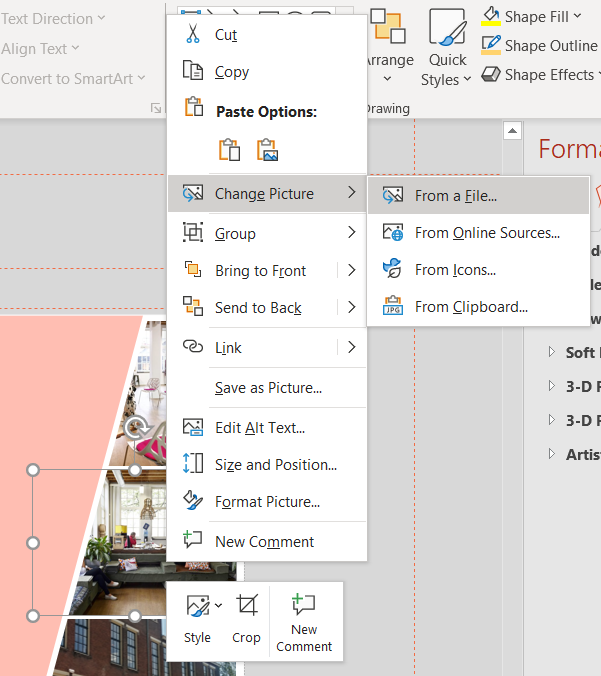 Text Direction
Align Text
Convert to SmartArt
Arrange
Quick
Styles
Shape Fill
Shape Outline
Shape Effects
Drawing
Cut
Copy
Paste Options:
Change Picture
Group
Bring to Front
Send to Back
Link
Save as Picture...
Edit Alt Text...
Size and Position...
Format Picture...
New Comment
From a File...
From Online Sources...
From Icons...
From Clipboard...
JPG
Style
Crop
New
Comment
Forma
Soft
3-D
3-D
Artis